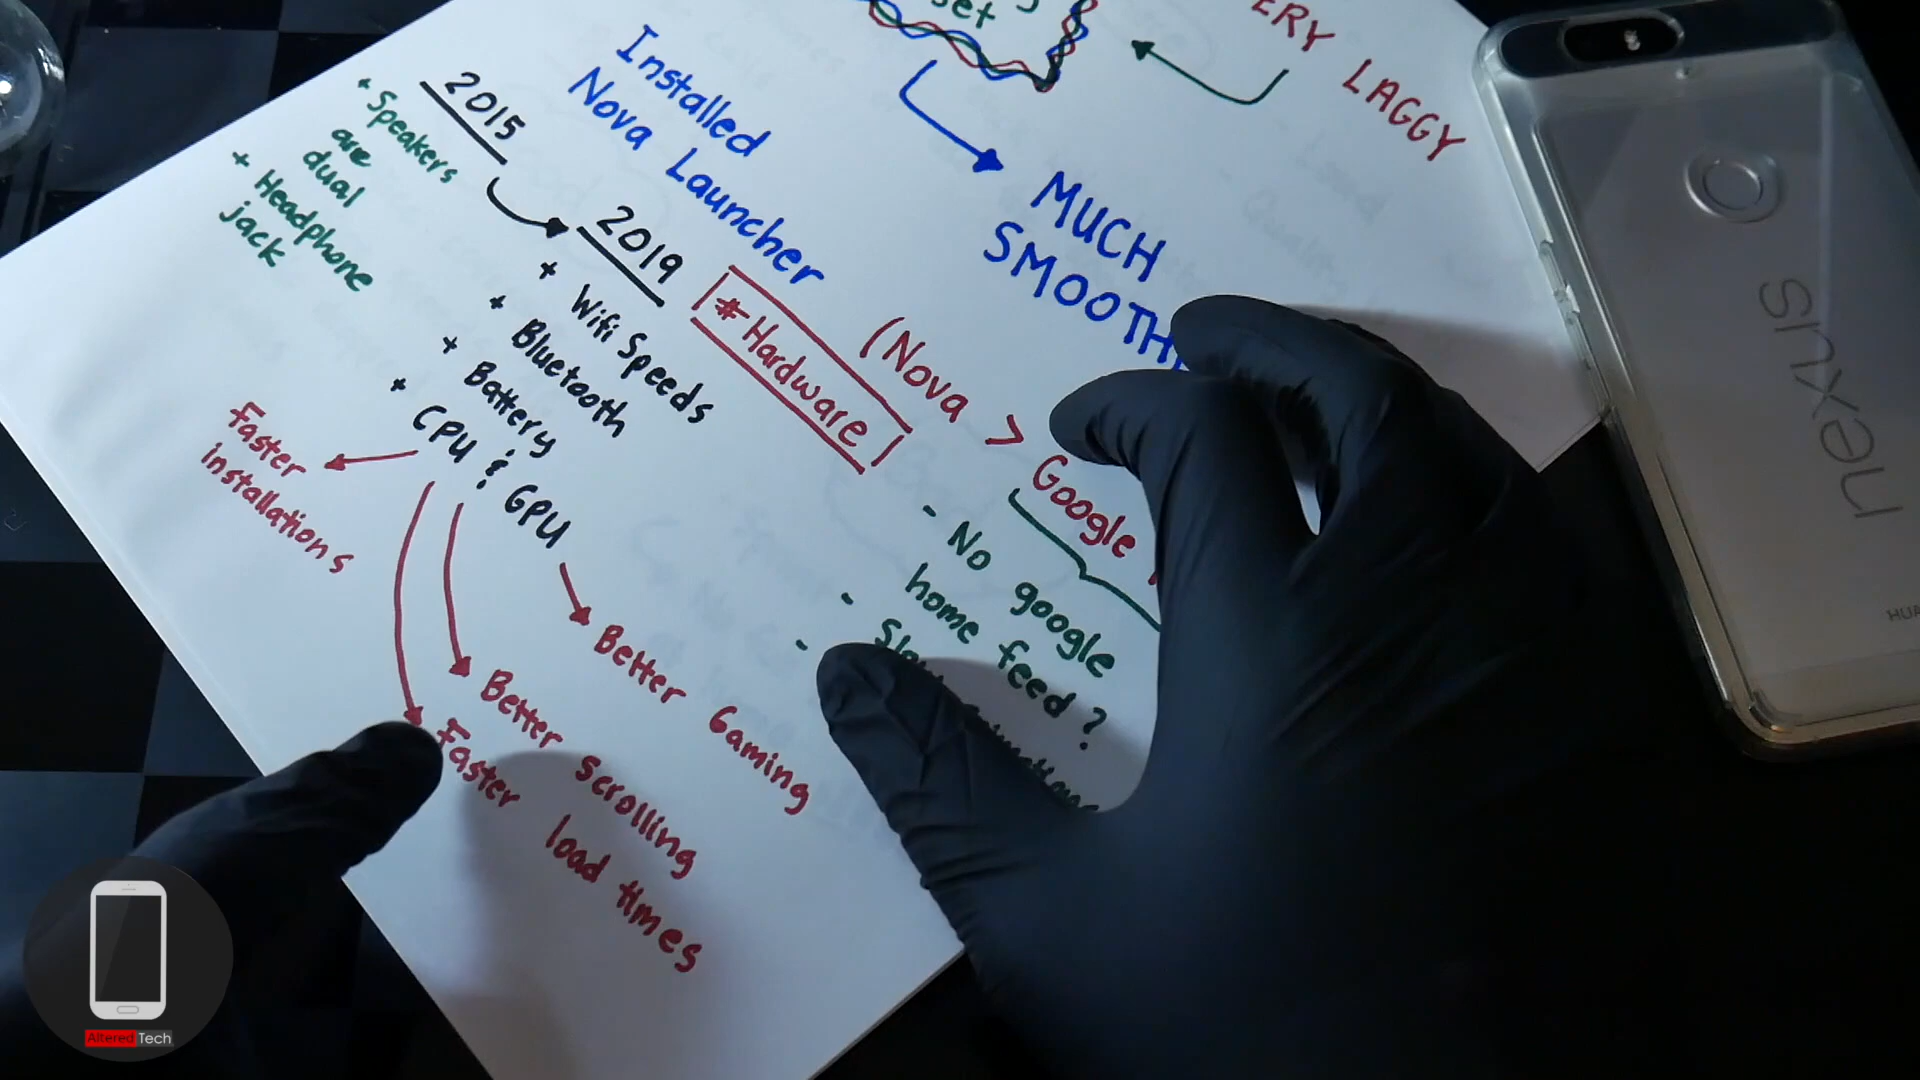 set
ERY LAGGY
Installed
Nova Launcher
MUCH
SMOOTH
2015
+ Speakers
are
dual
+ Headphone
jack
2019
+ Wifi Speeds
+ Bluetooth
+ Battery
+ CPU & GPU
# Hardware
(Nova >
Google
- No google
home feed?
-
-
Faster
installations
Better Gaming
Better scrolling
Faster load times
nexus
HUA
Altered Tech